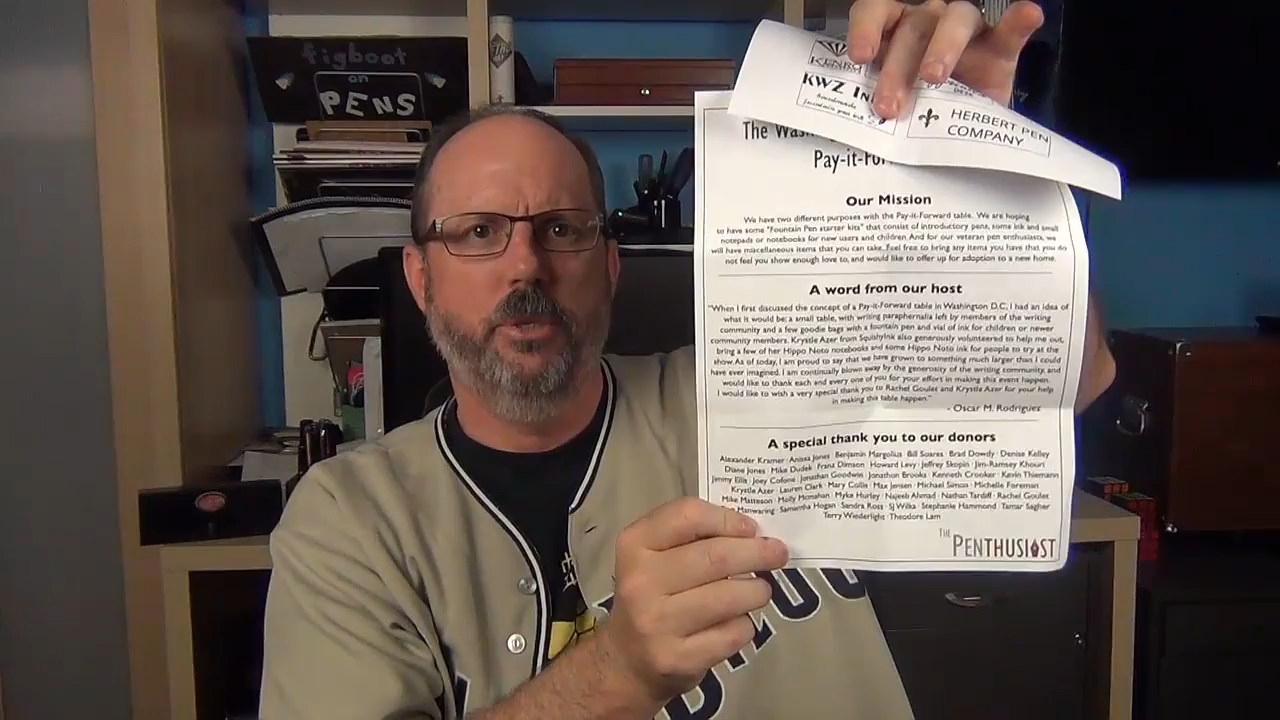 figboot
on
PENS
KENRO
KWZ In
handmade
HERBERT PEN
COMPANY
The Was
Pay-it-For
Our Mission
We have two different purposes with the Pay-it-Forward table. We are hoping
to have some "Fountain Pen starter kits" that consist of introductory pens, some ink and small
notepads or notebooks for new users and children. And for our veteran pen enthusiasts, we
will have miscellaneous items that you can take. Feel free to bring any items you have that you do
not feel you show enough love to, and would like to offer up for adoption to a new home.
A word from our host
"When I first discussed the concept of a Pay-it-Forward table in Washington D.C, I had an idea of
what it would be: a small table, with writing paraphernalia left by members of the writing
community and a few goodie bags with a fountain pen and vial of ink for children or newer
community members. Krystle Azer from SquishyInk also generously volunteered to help me out,
bring a few of her Hippo Noto notebooks and some Hippo Noto ink for people to try at the
show. As of today, I am proud to say that we have grown to something much larger than I could
have ever imagined. I am continually blown away by the generosity of the writing community, and
would like to thank each and every one of you for your effort in making this event happen.
I would like to wish a very special thank you to Rachel Goulet and Krystle Azer for your help
in making this table happen."
- Oscar M. Rodriguez
A special thank you to our donors
Alexander Kramer · Anissa Jones · Benjamin Margolius · Bill Suares · Brad Dowdy · Denise Kelley
Diane Jones · Mike Dudek · Franz Dimson · Howard Levy · Jeffrey Skopin · Jim-Ramsey Khouri
Jimmy Ellis · Joey Cofone · Jonathan Goodwin · Jonathon Brooks · Kenneth Crooker · Kevin Thiemann
Krystle Azer · Lauren Clark · Mary Collis · Max Jensen · Michael Simcus · Michelle Foreman
Mike Matteson · Molly Monahan · Myke Hurley · Najeeb Ahmad · Nathan Tardiff · Rachel Goulet
Manwaring · Samantha Hogan · Sandra Ross · SJ Wilka · Stephanie Hammond · Tamar Sagher
Terry Wiederlight · Theodore Lam
THE PENTHUSIAST